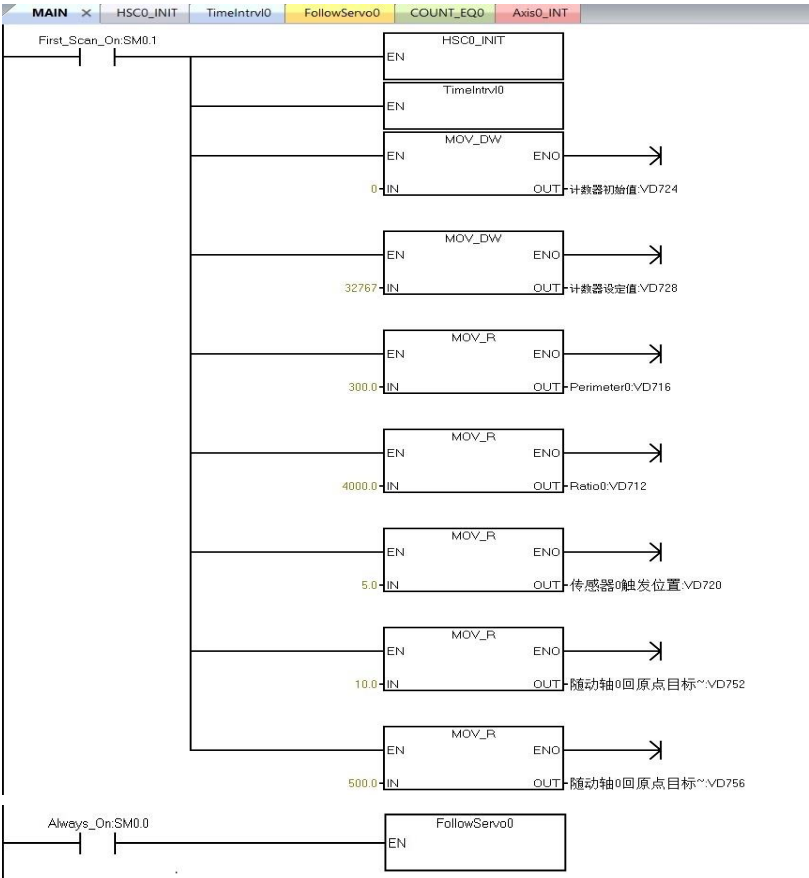 MAIN × HSC0_INIT TimeIntrvl0 FollowServo0 COUNT_EQ0 Axis0_INT
First_Scan_On:SM0.1
HSC0_INIT
EN
TimeIntrvl0
EN
MOV_DW
EN ENO
0 IN OUT 计数器初始值:VD724
MOV_DW
EN ENO
32767 IN OUT 计数器设定值:VD728
MOV_R
EN ENO
300.0 IN OUT Perimeter0:VD716
MOV_R
EN ENO
4000.0 IN OUT Ratio0:VD712
MOV_R
EN ENO
5.0 IN OUT 传感器0触发位置:VD720
MOV_R
EN ENO
10.0 IN OUT 随动轴0回原点目标~:VD752
MOV_R
EN ENO
500.0 IN OUT 随动轴0回原点目标~:VD756
Always_On:SM0.0
FollowServo0
EN